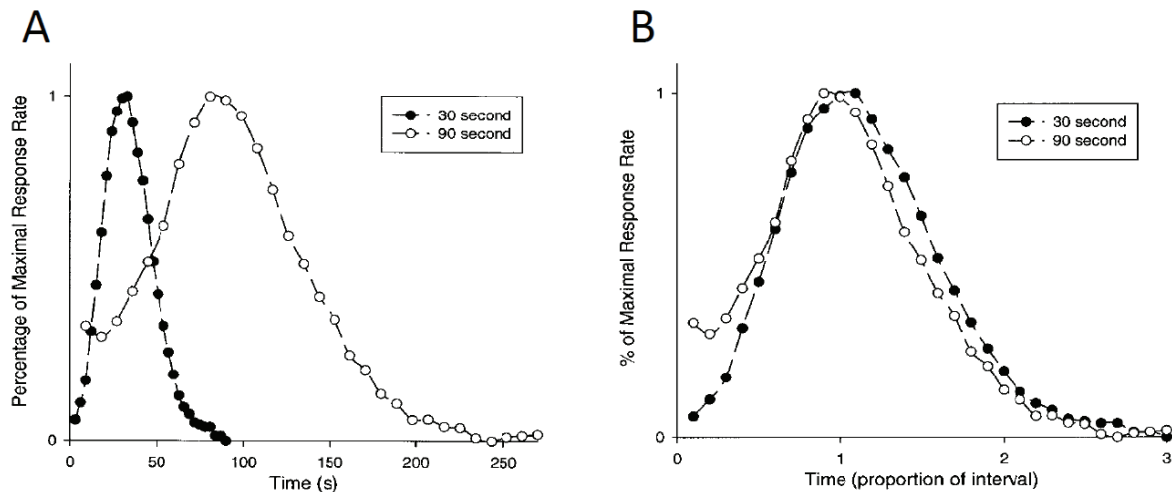 A
Percentage of Maximal Response Rate
1
0
30 second
90 second
0 50 100 150 200 250
Time (s)
B
% of Maximal Response Rate
1
0
30 second
90 second
0 1 2 3
Time (proportion of interval)